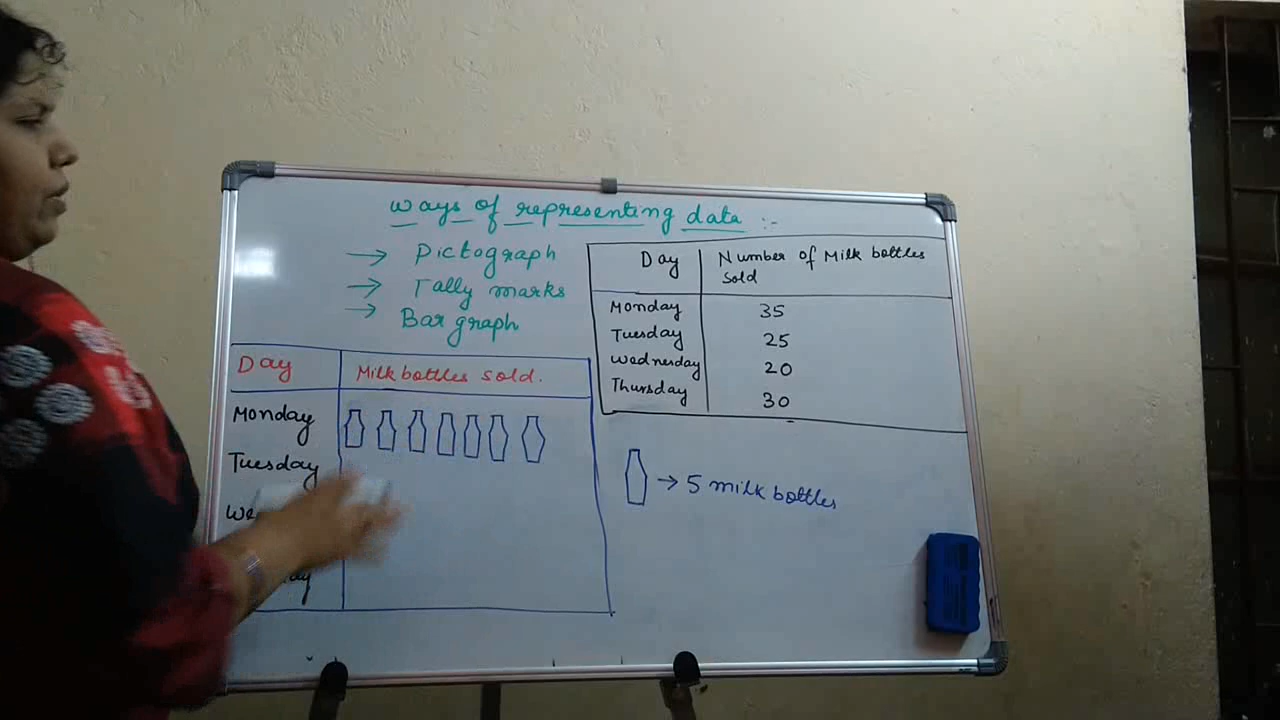 Ways of representing data :-
→ Pictograph
→ Tally marks
→ Bar graph
Day Number of Milk bottles
sold
Monday 35
Tuesday 25
Wednesday 20
Thursday 30
Day Milk bottles sold.
Monday
Tuesday
→ 5 milk bottles